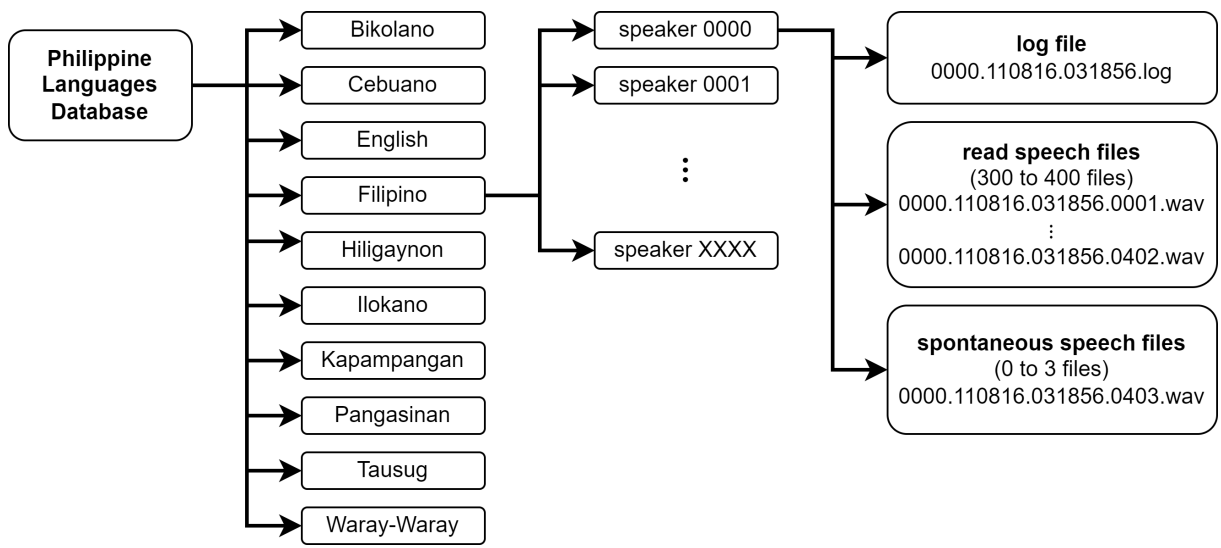 Philippine
Languages
Database
Bikolano
Cebuano
English
Filipino
Hiligaynon
Ilokano
Kapampangan
Pangasinan
Tausug
Waray-Waray
speaker 0000
speaker 0001
⋮
speaker XXXX
log file
0000.110816.031856.log
read speech files
(300 to 400 files)
0000.110816.031856.0001.wav
⋮
0000.110816.031856.0402.wav
spontaneous speech files
(0 to 3 files)
0000.110816.031856.0403.wav